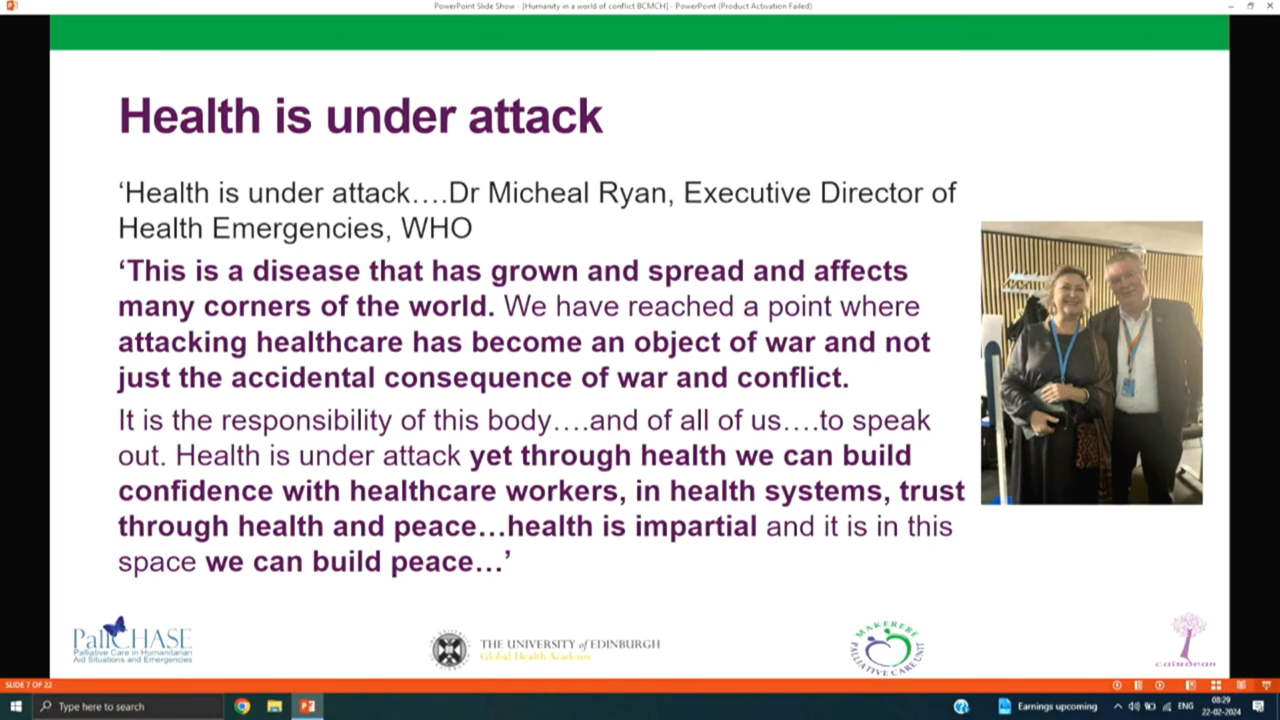 PowerPoint Slide Show - [Humanity in a world of conflict BCMCH] - PowerPoint (Product Activation Failed)
Health is under attack
‘Health is under attack….Dr Micheal Ryan, Executive Director of
Health Emergencies, WHO
‘This is a disease that has grown and spread and affects
many corners of the world. We have reached a point where
attacking healthcare has become an object of war and not
just the accidental consequence of war and conflict.
It is the responsibility of this body….and of all of us….to speak
out. Health is under attack yet through health we can build
confidence with healthcare workers, in health systems, trust
through health and peace…health is impartial and it is in this
space we can build peace…’
PallCHASE
Palliative Care in Humanitarian
Aid Situations and Emergencies
THE UNIVERSITY of EDINBURGH
Global Health Academy
MAKERERE
PALLIATIVE CARE UNIT
cairdeas
SLIDE 7 OF 22
Type here to search
Earnings upcoming
ENG
08:29
22-02-2024